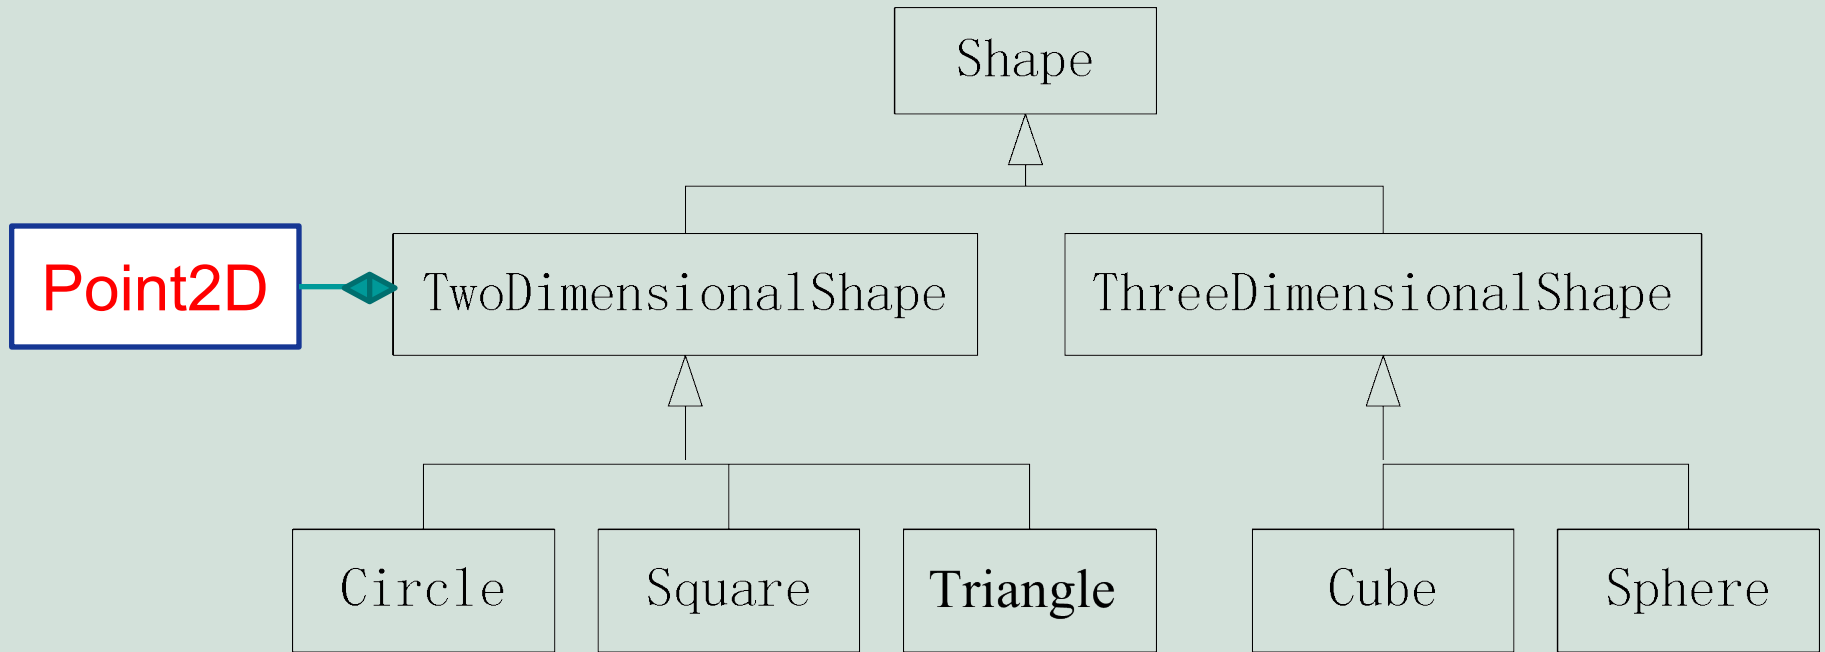 Shape
Point2D
TwoDimensionalShape
ThreeDimensionalShape
Circle
Square
Triangle
Cube
Sphere